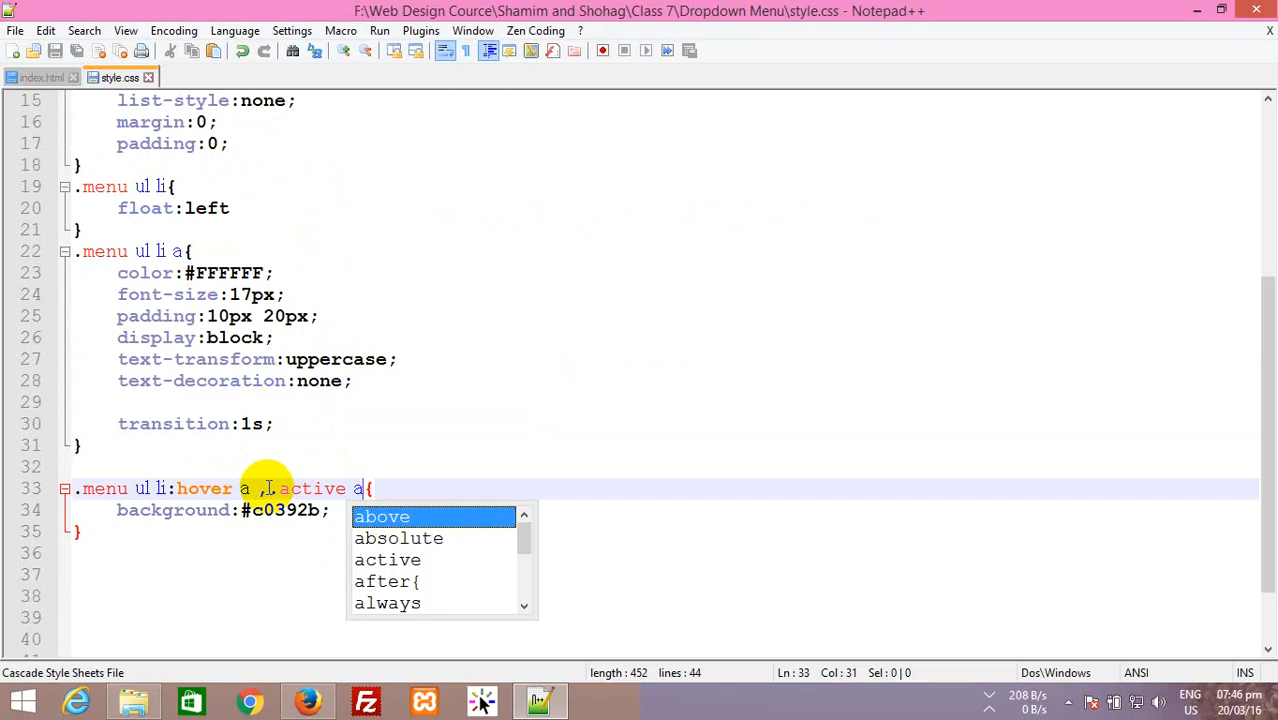 F:\Web Design Cource\Shamim and Shohag\Class 7\Dropdown Menu\style.css - Notepad++
File Edit Search View Encoding Language Settings Macro Run Plugins Window Zen Coding ? X
index.html style.css
15 list-style:none;
16 margin:0;
17 padding:0;
18 }
19 .menu ul li{
20 float:left
21 }
22 .menu ul li a{
23 color:#FFFFFF;
24 font-size:17px;
25 padding:10px 20px;
26 display:block;
27 text-transform:uppercase;
28 text-decoration:none;
29
30 transition:1s;
31 }
32
33 .menu ul li:hover a ,.active a{
34 background:#c0392b;
35 }
36
37
38
39
40
above
absolute
active
after{
always
Cascade Style Sheets File length : 452 lines : 44 Ln : 33 Col : 31 Sel : 0 | 0 Dos\Windows ANSI INS
208 B/s
0 B/s
ENG
US
07:46 pm
20/03/16